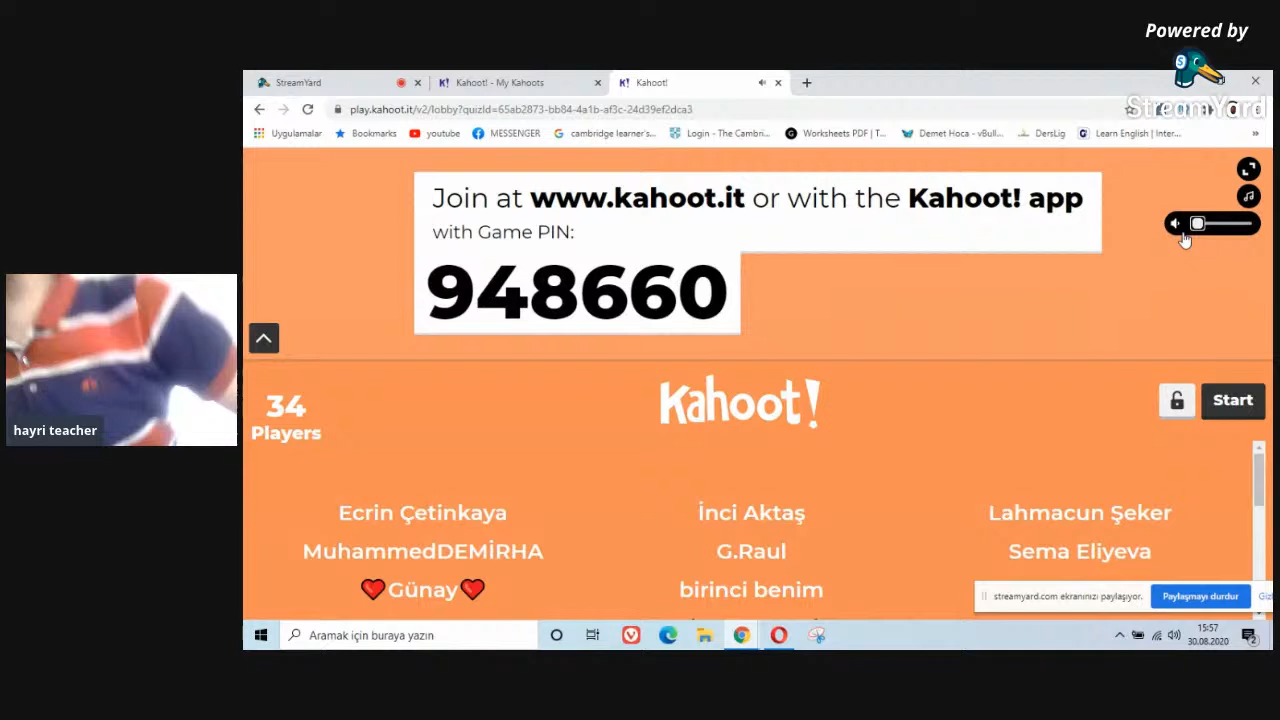 Powered by
StreamYard
StreamYard
Kahoot! - My Kahoots
Kahoot!
play.kahoot.it/v2/lobby?quizId=65ab2873-bb84-4a1b-af3c-24d39ef2dca3
Uygulamalar
Bookmarks
youtube
MESSENGER
cambridge learner's...
Login - The Cambri...
Worksheets PDF | T...
Demet Hoca - vBull...
DersLig
Learn English | Inter...
Join at www.kahoot.it or with the Kahoot! app
with Game PIN:
948660
hayri teacher
34
Players
Kahoot!
Start
Ecrin Çetinkaya
İnci Aktaş
Lahmacun Şeker
MuhammedDEMİRHA
G.Raul
Sema Eliyeva
❤Günay❤
birinci benim
streamyard.com ekranınızı paylaşıyor.
Paylaşmayı durdur
Giz
Aramak için buraya yazın
15:57
30.08.2020
2